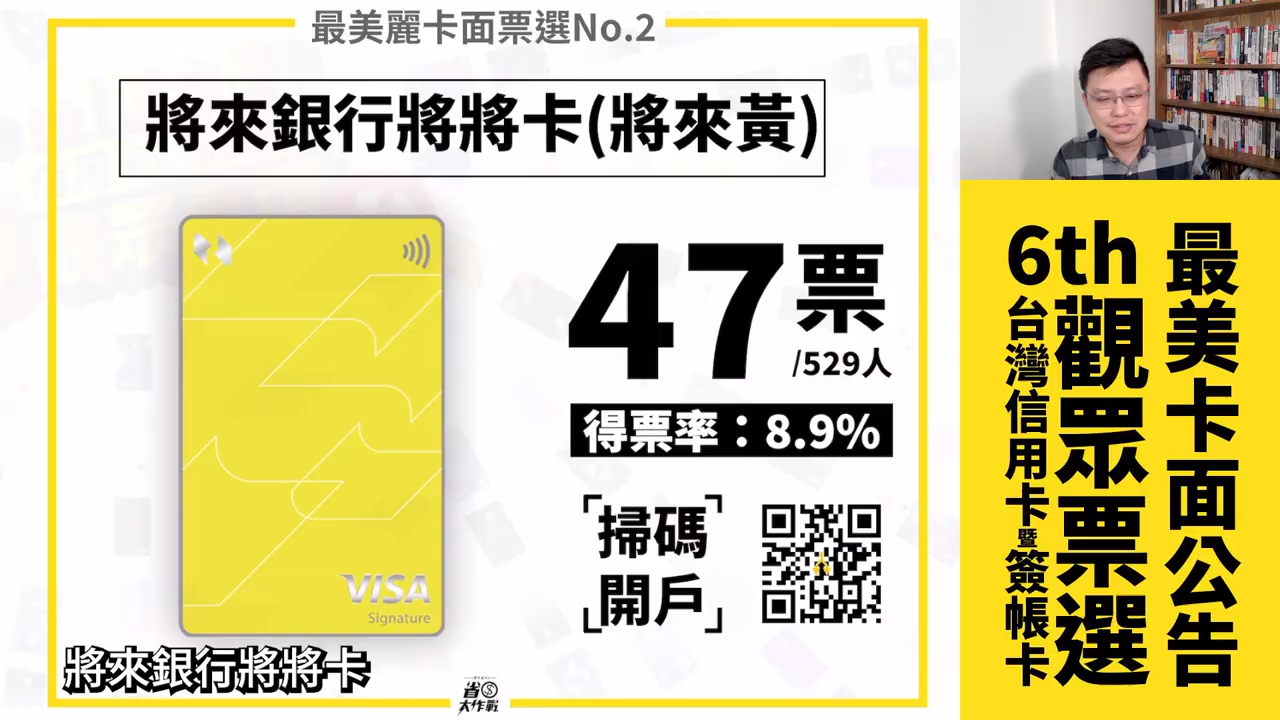 最美麗卡面票選No.2
將來銀行將將卡(將來黃)
VISA
Signature
47票
/529人
得票率：8.9%
掃碼
開戶
將來銀行將將卡
省
大作戰
最美卡面公告
6th觀眾票選
台灣信用卡暨簽帳卡